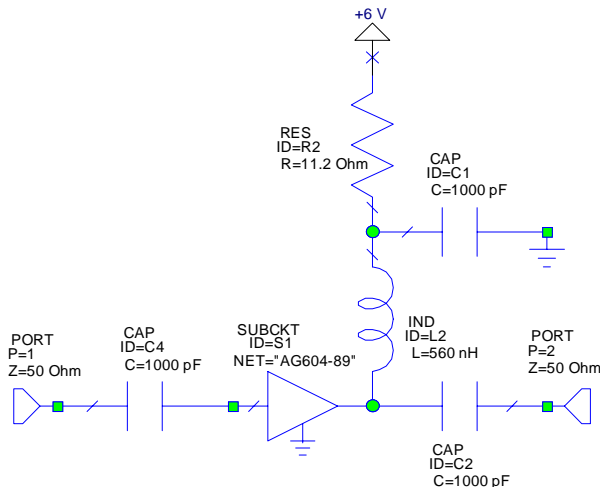 +6 V
RES
ID=R2
R=11.2 Ohm
CAP
ID=C1
C=1000 pF
IND
ID=L2
L=560 nH
PORT
P=1
Z=50 Ohm
CAP
ID=C4
C=1000 pF
SUBCKT
ID=S1
NET="AG604-89"
PORT
P=2
Z=50 Ohm
CAP
ID=C2
C=1000 pF